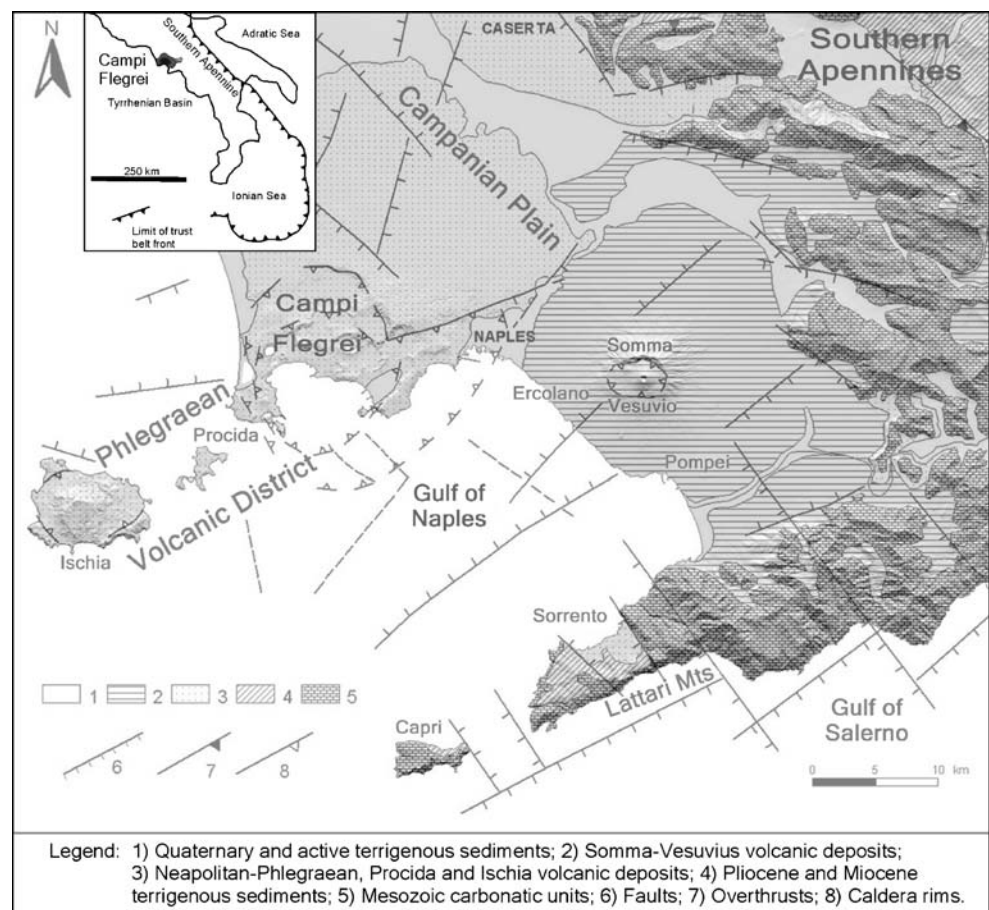 N
Adratic Sea
Southern Apennine
Campi
Flegrei
Tyrrhenian Basin
250 km
Ionian Sea
Limit of trust
belt front
CASERTA
Southern
Apennines
Campanian Plain
Campi
Flegrei
NAPLES
Somma
Vesuvio
Ercolano
Pompei
Phlegraean
Volcanic District
Procida
Ischia
Gulf of
Naples
Sorrento
Lattari Mts
Capri
Gulf of
Salerno
1 2 3 4 5
6 7 8
0 5 10 km
Legend: 1) Quaternary and active terrigenous sediments; 2) Somma-Vesuvius volcanic deposits;
3) Neapolitan-Phlegraean, Procida and Ischia volcanic deposits; 4) Pliocene and Miocene
terrigenous sediments; 5) Mesozoic carbonatic units; 6) Faults; 7) Overthrusts; 8) Caldera rims.